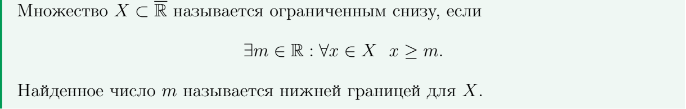 Множество X ⊂ ℝ̅ называется ограниченным снизу, если
∃m ∈ ℝ : ∀x ∈ X x ≥ m.
Найденное число m называется нижней границей для X.